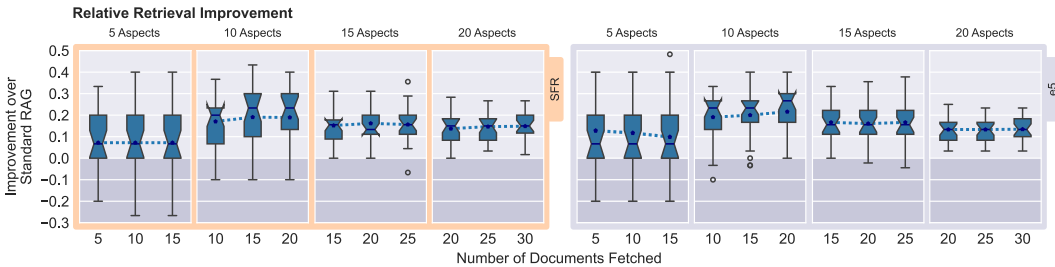 Relative Retrieval Improvement
5 Aspects 10 Aspects 15 Aspects 20 Aspects 5 Aspects 10 Aspects 15 Aspects 20 Aspects
Improvement over
Standard RAG
0.5
0.4
0.3
0.2
0.1
0.0
−0.1
−0.2
−0.3
SFR
e5
5 10 15 10 15 20 15 20 25 20 25 30 5 10 15 10 15 20 15 20 25 20 25 30
Number of Documents Fetched